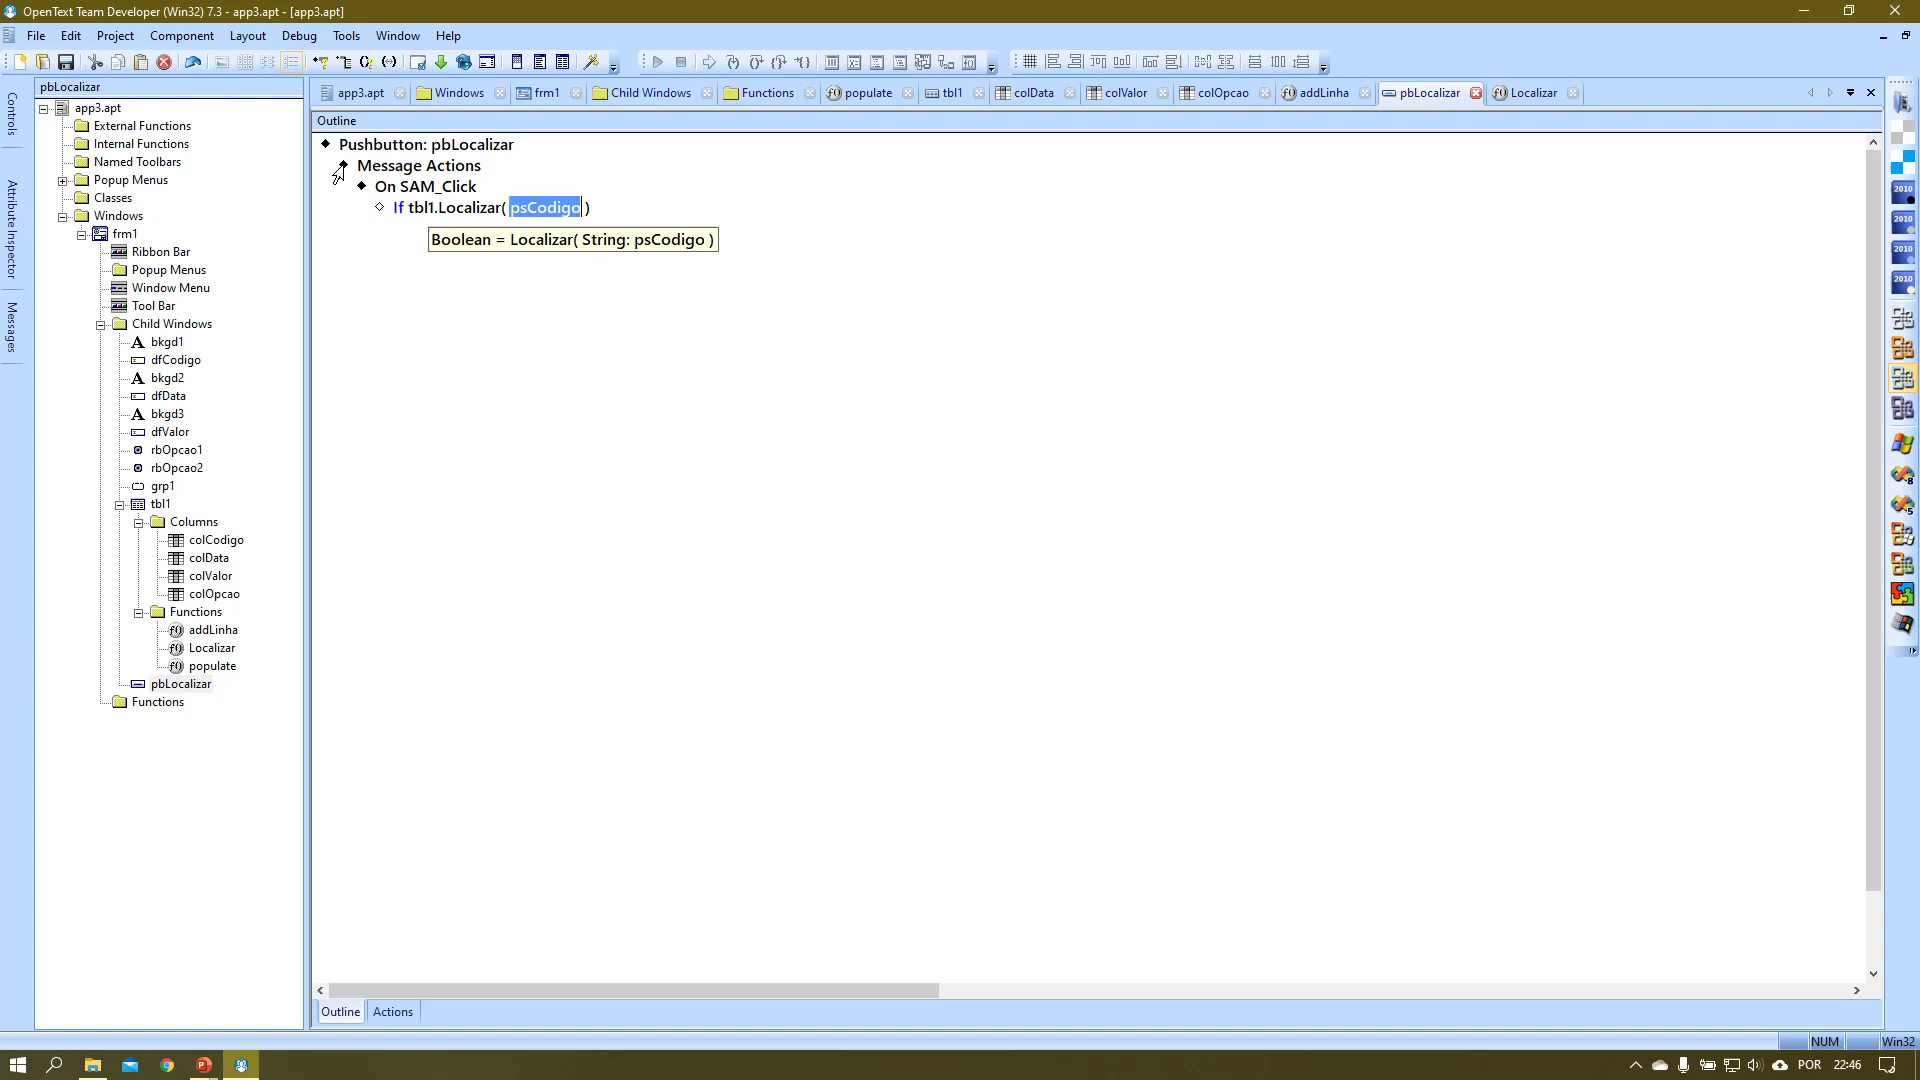 OpenText Team Developer (Win32) 7.3 - app3.apt - [app3.apt]
File Edit Project Component Layout Debug Tools Window Help
pbLocalizar
app3.apt Windows frm1 Child Windows Functions populate tbl1 colData colValor colOpcao addLinha pbLocalizar Localizar
Controls
Attribute Inspector
Messages
app3.apt
External Functions
Internal Functions
Named Toolbars
Popup Menus
Classes
Windows
frm1
Ribbon Bar
Popup Menus
Window Menu
Tool Bar
Child Windows
bkgd1
dfCodigo
bkgd2
dfData
bkgd3
dfValor
rbOpcao1
rbOpcao2
grp1
tbl1
Columns
colCodigo
colData
colValor
colOpcao
Functions
addLinha
Localizar
populate
pbLocalizar
Functions
Outline
Pushbutton: pbLocalizar
Message Actions
On SAM_Click
If tbl1.Localizar( psCodigo )
Boolean = Localizar( String: psCodigo )
2010
2010
2010
2010
Outline Actions
NUM Win32
POR 22:46